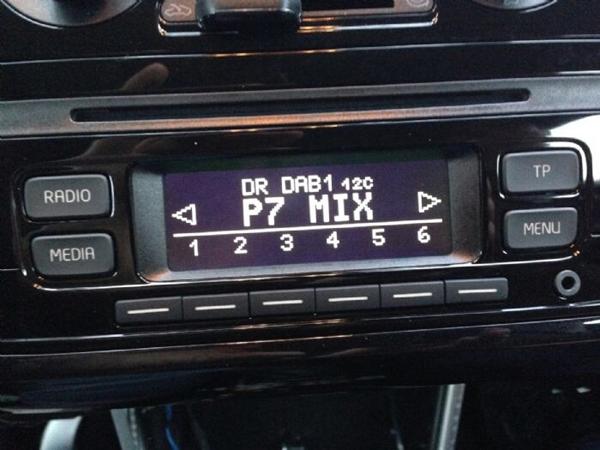 RADIO
MEDIA
DR DAB1 12C
P7 MIX
1 2 3 4 5 6
TP
MENU